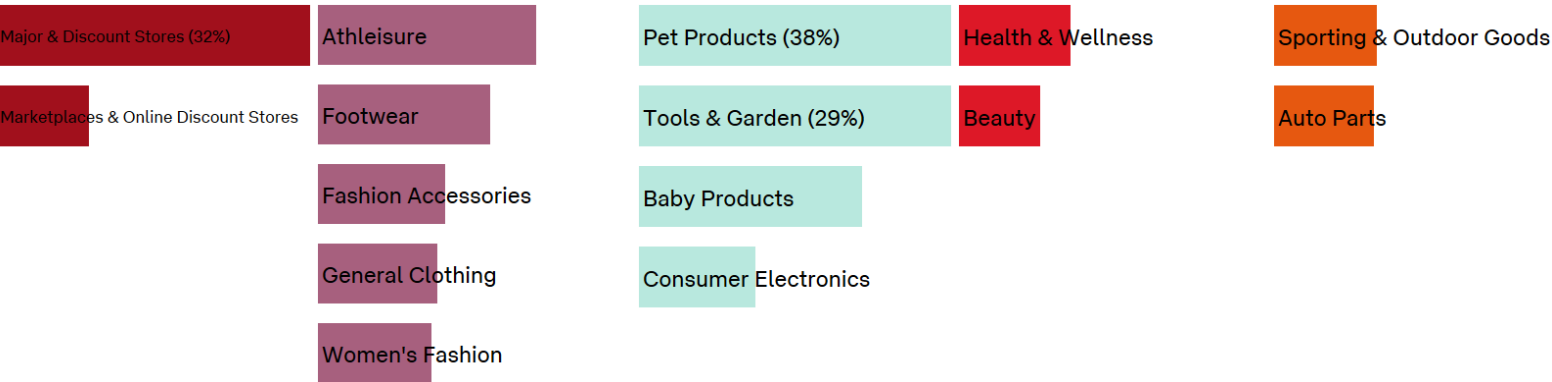 Major & Discount Stores (32%)
Marketplaces & Online Discount Stores
Athleisure
Footwear
Fashion Accessories
General Clothing
Women's Fashion
Pet Products (38%)
Tools & Garden (29%)
Baby Products
Consumer Electronics
Health & Wellness
Beauty
Sporting & Outdoor Goods
Auto Parts